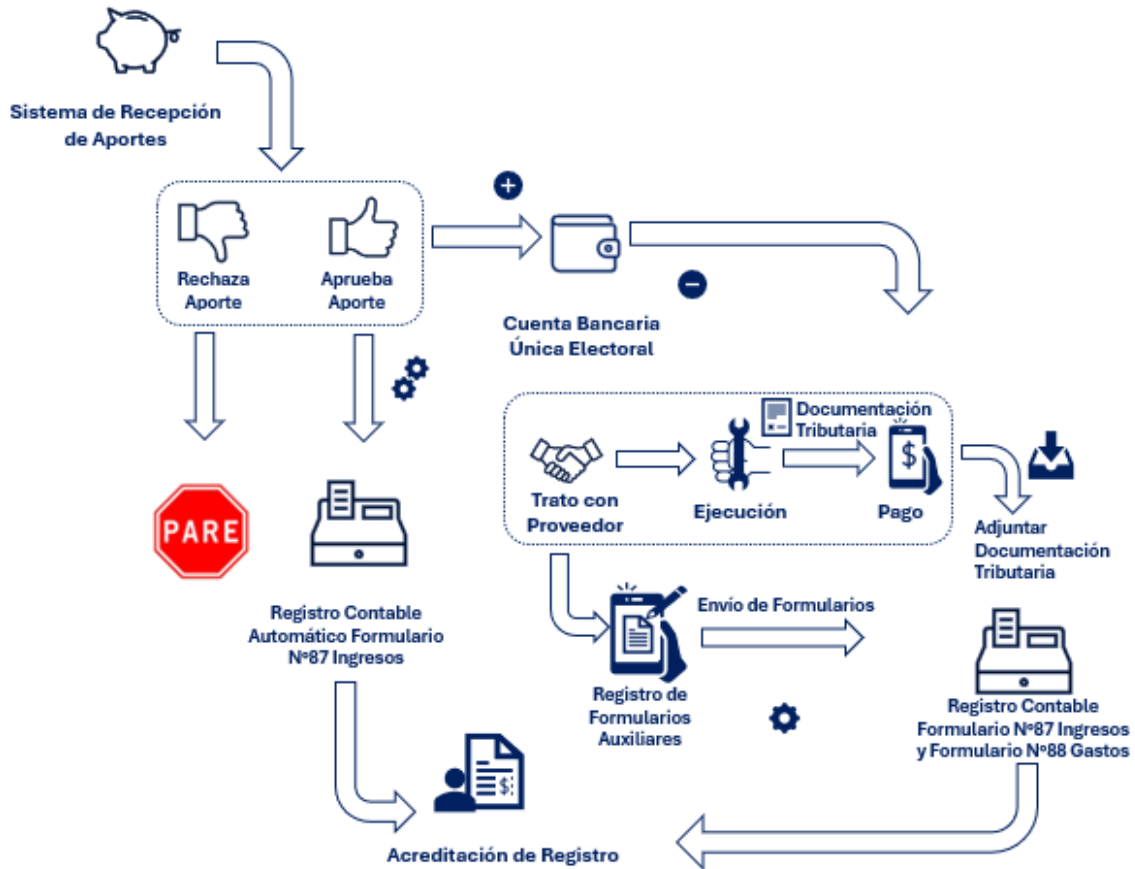 Sistema de Recepción
de Aportes
Rechaza
Aporte
Aprueba
Aporte
Cuenta Bancaria
Única Electoral
Documentación
Tributaria
Trato con
Proveedor
Ejecución
Pago
Adjuntar
Documentación
Tributaria
PARE
Registro Contable
Automático Formulario
Nº87 Ingresos
Envío de Formularios
Registro de
Formularios
Auxiliares
Registro Contable
Formulario Nº87 Ingresos
y Formulario Nº88 Gastos
Acreditación de Registro